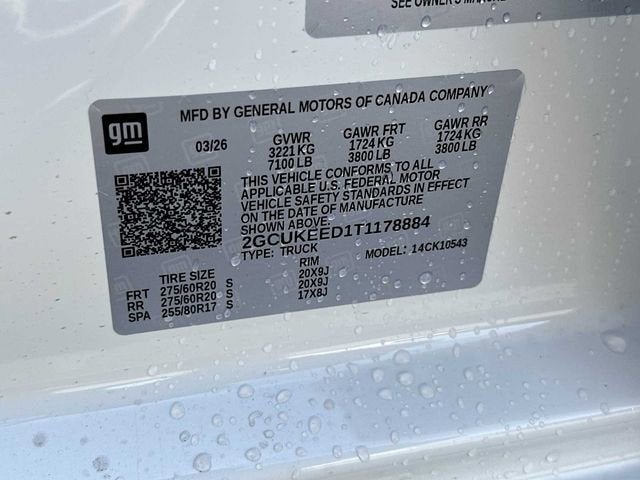 SEE OWNER'S MANUAL
gm
MFD BY GENERAL MOTORS OF CANADA COMPANY
03/26 GVWR GAWR FRT GAWR RR
3221 KG 1724 KG 1724 KG
7100 LB 3800 LB 3800 LB
THIS VEHICLE CONFORMS TO ALL
APPLICABLE U.S. FEDERAL MOTOR
VEHICLE SAFETY STANDARDS IN EFFECT
ON THE DATE OF MANUFACTURE
2GCUKEED1T1178884
TYPE: TRUCK MODEL: 14CK10543
TIRE SIZE RIM
FRT 275/60R20 S 20X9J
RR 275/60R20 S 20X9J
SPA 255/80R17 S 17X8J